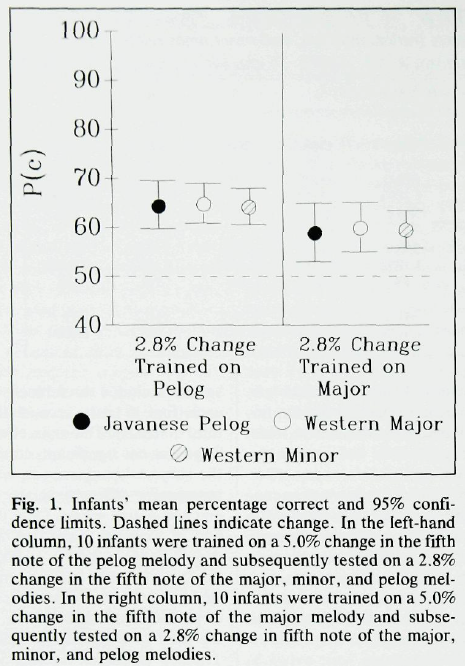 100
90
80
70
60
50
40
P(c)
2.8% Change
Trained on
Pelog
2.8% Change
Trained on
Major
Javanese Pelog
Western Major
Western Minor
Fig. 1. Infants' mean percentage correct and 95% confi-
dence limits. Dashed lines indicate change. In the left-hand
column, 10 infants were trained on a 5.0% change in the fifth
note of the pelog melody and subsequently tested on a 2.8%
change in the fifth note of the major, minor, and pelog mel-
odies. In the right column, 10 infants were trained on a 5.0%
change in the fifth note of the major melody and subse-
quently tested on a 2.8% change in fifth note of the major,
minor, and pelog melodies.